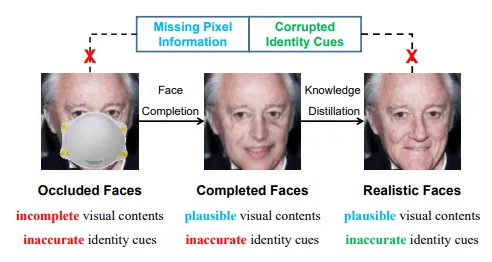 Missing Pixel Information
Corrupted Identity Cues
X
X
Face Completion
Knowledge Distillation
Occluded Faces
Completed Faces
Realistic Faces
incomplete visual contents
plausible visual contents
plausible visual contents
inaccurate identity cues
inaccurate identity cues
inaccurate identity cues